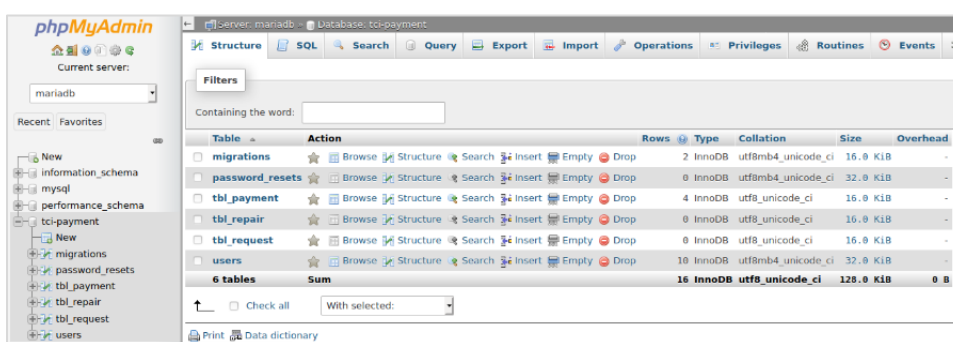 phpMyAdmin
Current server:
mariadb
Recent Favorites
New
information_schema
mysql
performance_schema
tci-payment
New
migrations
password_resets
tbl_payment
tbl_repair
tbl_request
users
Server: mariadb » Database: tci-payment
Structure SQL Search Query Export Import Operations Privileges Routines Events
Filters
Containing the word:
Table Action Rows Type Collation Size Overhead
migrations Browse Structure Search Insert Empty Drop 2 InnoDB utf8mb4_unicode_ci 16.0 KiB -
password_resets Browse Structure Search Insert Empty Drop 0 InnoDB utf8mb4_unicode_ci 32.0 KiB -
tbl_payment Browse Structure Search Insert Empty Drop 4 InnoDB utf8_unicode_ci 16.0 KiB -
tbl_repair Browse Structure Search Insert Empty Drop 0 InnoDB utf8_unicode_ci 16.0 KiB -
tbl_request Browse Structure Search Insert Empty Drop 0 InnoDB utf8_unicode_ci 16.0 KiB -
users Browse Structure Search Insert Empty Drop 10 InnoDB utf8mb4_unicode_ci 32.0 KiB -
6 tables Sum 16 InnoDB utf8_unicode_ci 128.0 KiB 0 B
Check all With selected:
Print Data dictionary